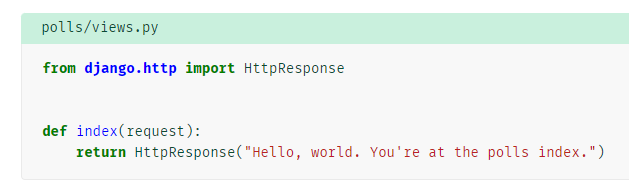 polls/views.py
from django.http import HttpResponse
def index(request):
    return HttpResponse("Hello, world. You're at the polls index.")